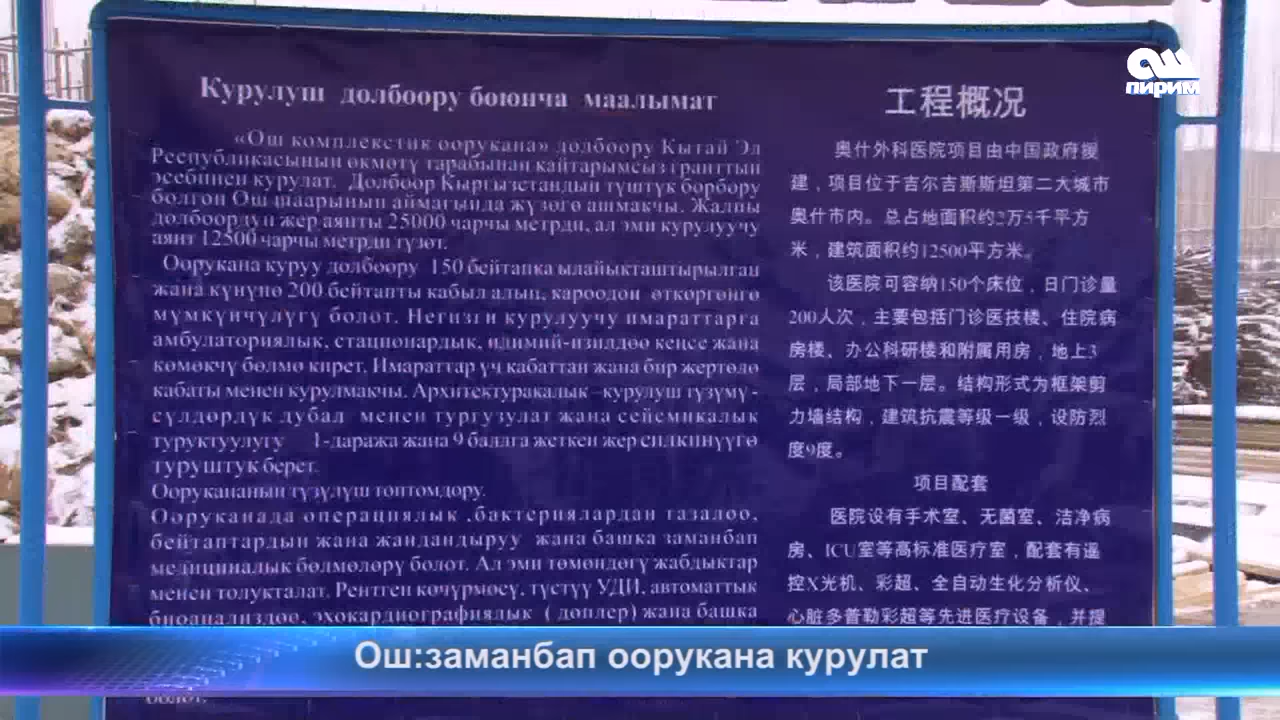 Курулуш долбоору боюнча маалымат
«Ош комплекстик оорукана» долбоору Кытай Эл
Республикасынын өкмөтү тарабынан кайтарымсыз гранттын
эсебинен курулат. Долбоор Кыргызстандын түштүк борбору
болгон Ош шаарынын аймагында жүзөгө ашмакчы. Жалпы
долбоордун жер аянты 25000 чарчы метрди, ал эми курулуучу
аянт 12500 чарчы метрди түзөт.
Оорукана куруу долбоору 150 бейтапка ылайыкташтырылган
жана күнүнө 200 бейтапты кабыл алып, кароодон өткөргөнгө
мүмкүнчүлүгү болот. Негизги курулуучу имараттарга
амбулаториялык, стационардык, илимий-изилдөө кеңсе жана
көмөкчү бөлмө кирет. Имараттар үч кабаттан жана бир жертөлө
кабаты менен курулмакчы. Архитектуракалык –курулуш түзүмү -
сүлдөрдүк дубал менен тургузулат жана сейсмикалык
туруктуулугу 1-даража жана 9 балага жеткен жер силкинүүгө
туруштук берет.
Оорукананын түзүлүш топтомдору.
Ооруканада операциялык ,бактериялардан тазалоо,
бейтаптардын жана жандандыруу жана башка заманбап
медициналык бөлмөлөрү болот. Ал эми төмөндөгү жабдыктар
менен толукталат. Рентген көчүрмөсү, түстүү УДИ, автоматтык
биоанализдөө, эхокардиографиялык ( доплер) жана башка
болот.
工程概况
奥什外科医院项目由中国政府援
建，项目位于吉尔吉斯斯坦第二大城市
奥什市内。总占地面积约2万5千平方
米，建筑面积约12500平方米。
该医院可容纳150个床位，日门诊量
200人次，主要包括门诊医技楼、住院病
房楼、办公科研楼和附属用房，地上3
层，局部地下一层。结构形式为框架剪
力墙结构，建筑抗震等级一级，设防烈
度9度。
项目配套
医院设有手术室、无菌室、洁净病
房、ICU室等高标准医疗室，配套有遥
控X光机、彩超、全自动生化分析仪、
心脏多普勒彩超等先进医疗设备，并提
ОШ
ПИРИМ
Ош:заманбап оорукана курулат